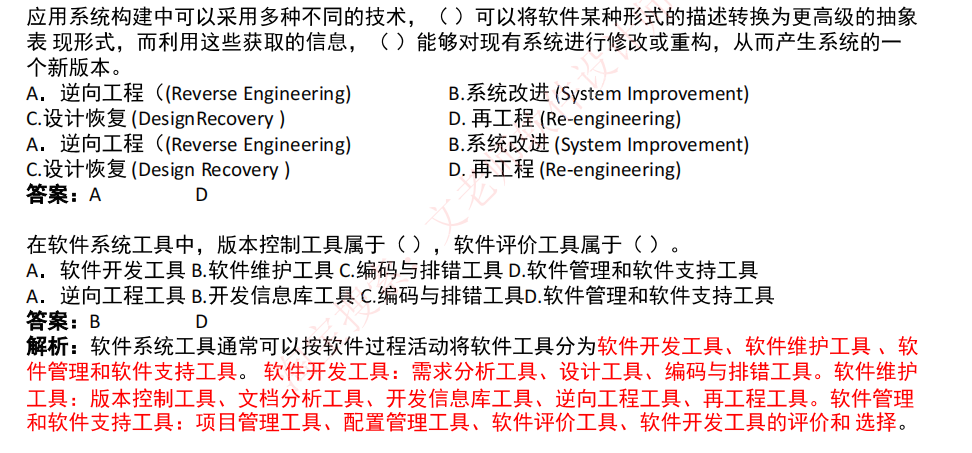 应用系统构建中可以采用多种不同的技术，（ ）可以将软件某种形式的描述转换为更高级的抽象
表 现形式，而利用这些获取的信息，（ ）能够对现有系统进行修改或重构，从而产生系统的一
个新版本。
A．逆向工程（(Reverse Engineering) B.系统改进 (System Improvement)
C.设计恢复 (DesignRecovery ) D. 再工程 (Re-engineering)
A．逆向工程（(Reverse Engineering) B.系统改进 (System Improvement)
C.设计恢复 (Design Recovery ) D. 再工程 (Re-engineering)
答案：A D
在软件系统工具中，版本控制工具属于（ ），软件评价工具属于（ ）。
A．软件开发工具 B.软件维护工具 C.编码与排错工具 D.软件管理和软件支持工具
A．逆向工程工具 B.开发信息库工具 C.编码与排错工具D.软件管理和软件支持工具
答案：B D
解析：软件系统工具通常可以按软件过程活动将软件工具分为软件开发工具、软件维护工具 、软
件管理和软件支持工具。 软件开发工具：需求分析工具、设计工具、编码与排错工具。软件维护
工具：版本控制工具、文档分析工具、开发信息库工具、逆向工程工具、再工程工具。软件管理
和软件支持工具：项目管理工具、配置管理工具、软件评价工具、软件开发工具的评价和 选择。